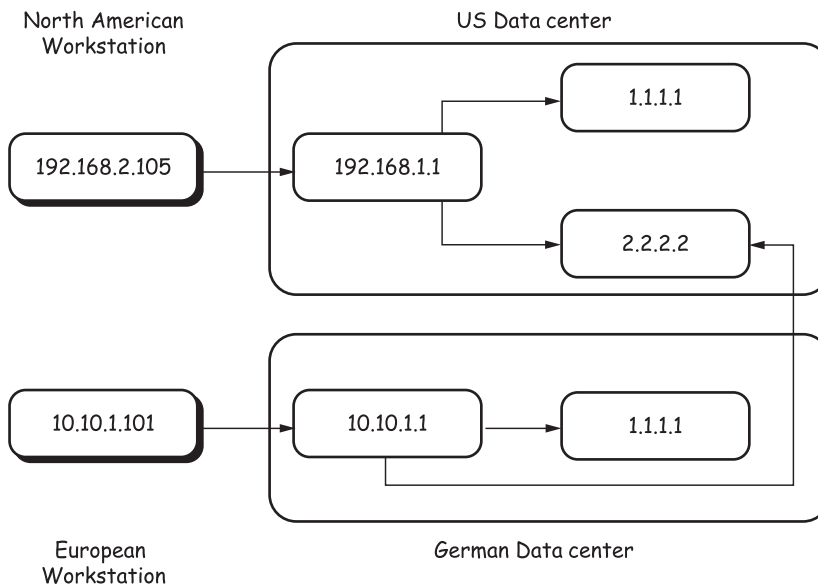 North American
Workstation
US Data center
1.1.1.1
192.168.2.105
192.168.1.1
2.2.2.2
10.10.1.101
10.10.1.1
1.1.1.1
European
Workstation
German Data center